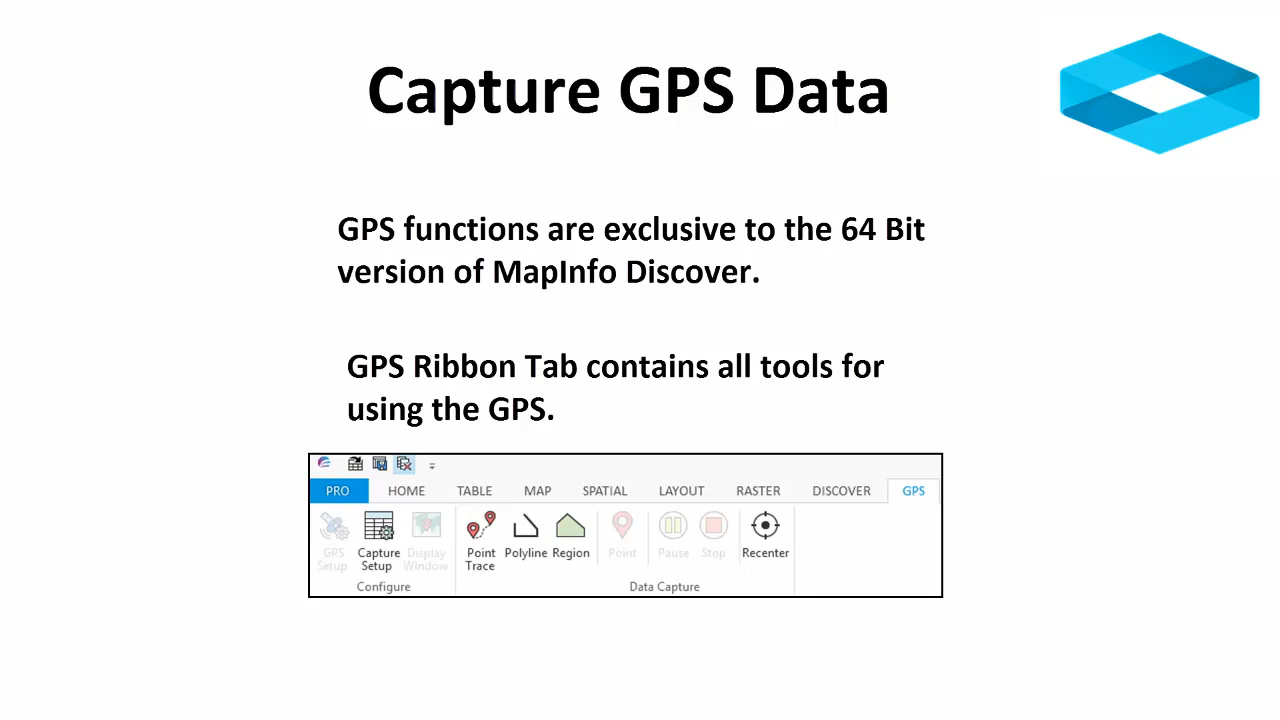 Capture GPS Data
GPS functions are exclusive to the 64 Bit
version of MapInfo Discover.
GPS Ribbon Tab contains all tools for
using the GPS.
PRO HOME TABLE MAP SPATIAL LAYOUT RASTER DISCOVER GPS
GPS Capture Display Point Polyline Region Point Pause Stop Recenter
Setup Setup Window Trace
Configure Data Capture